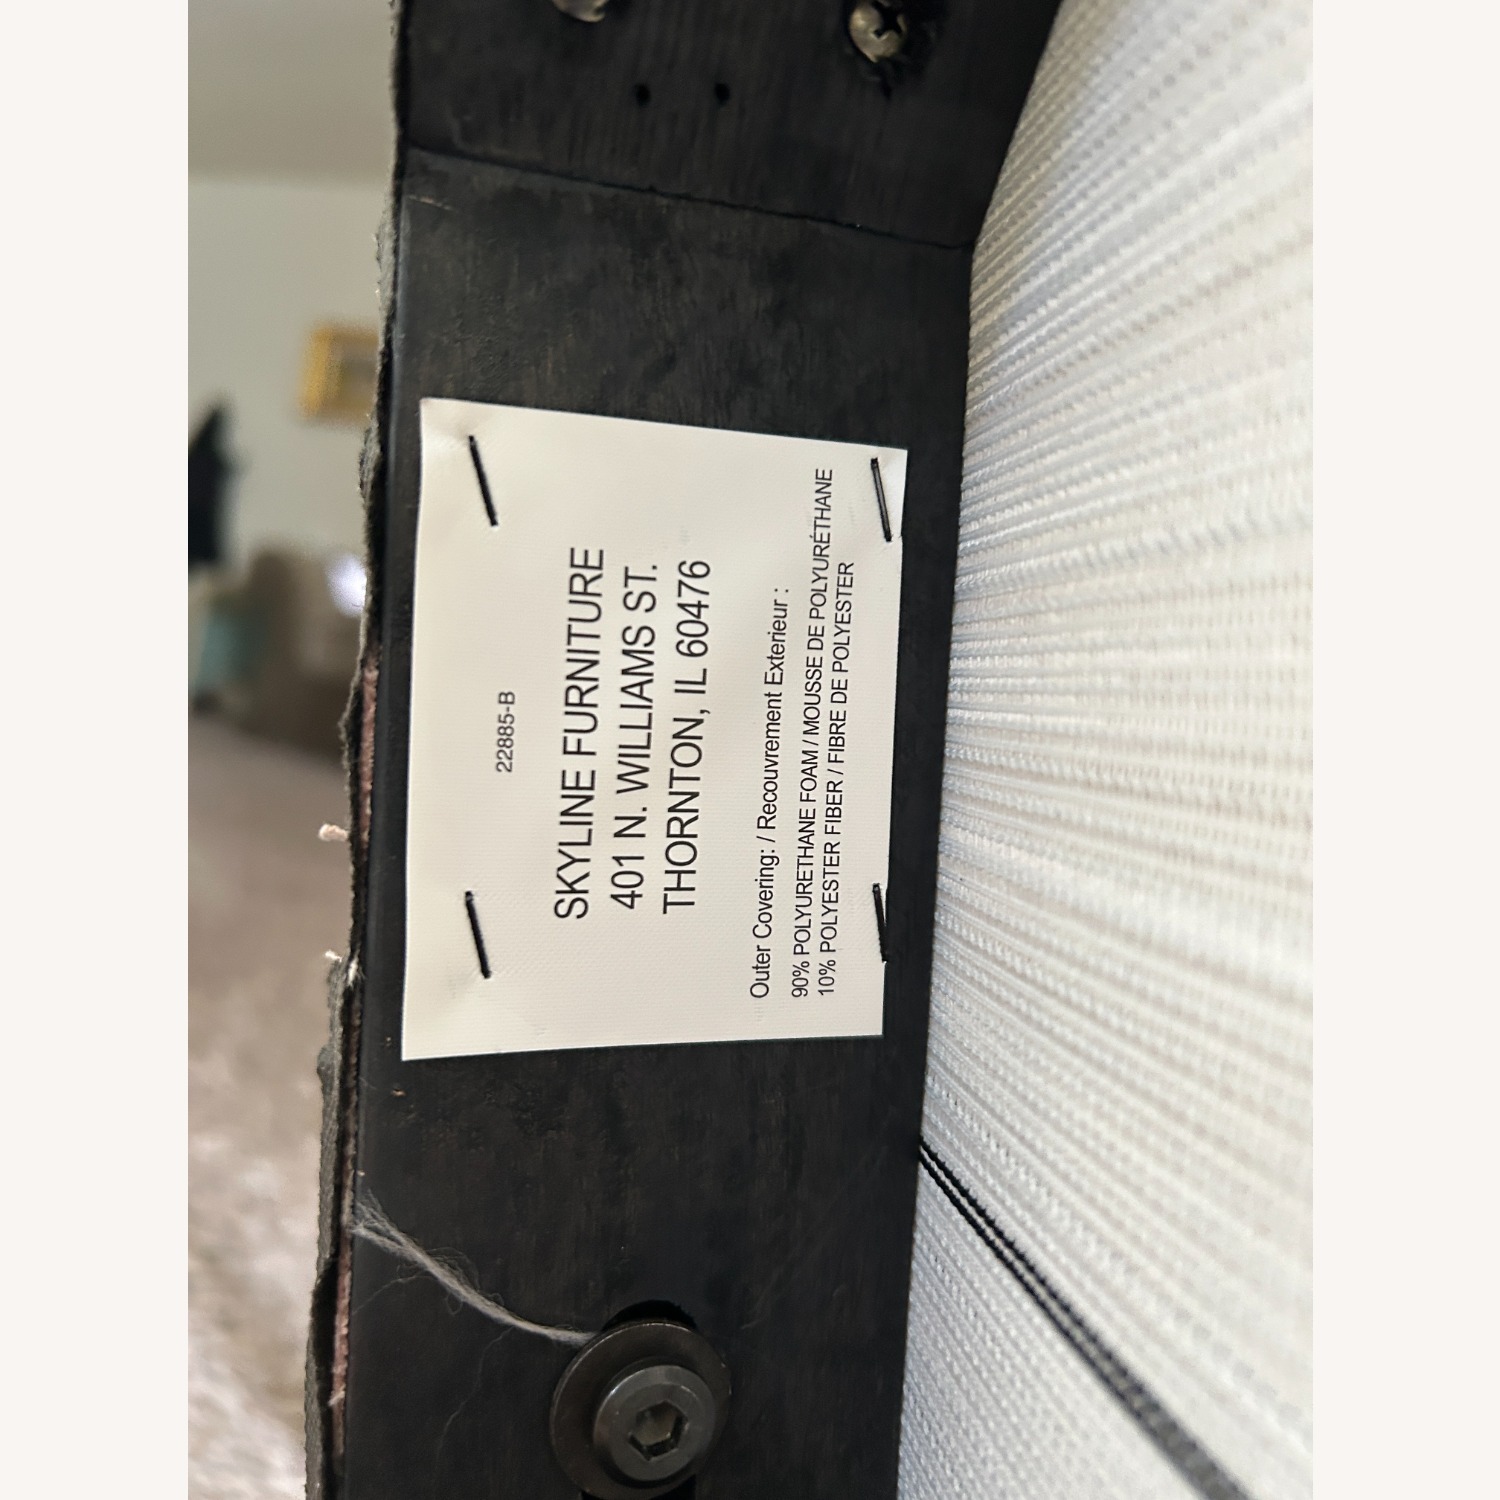 22885-B
SKYLINE FURNITURE
401 N. WILLIAMS ST.
THORNTON, IL 60476
Outer Covering: / Recouvrement Exterieur :
90% POLYURETHANE FOAM / MOUSSE DE POLYURÉTHANE
10% POLYESTER FIBER / FIBRE DE POLYESTER